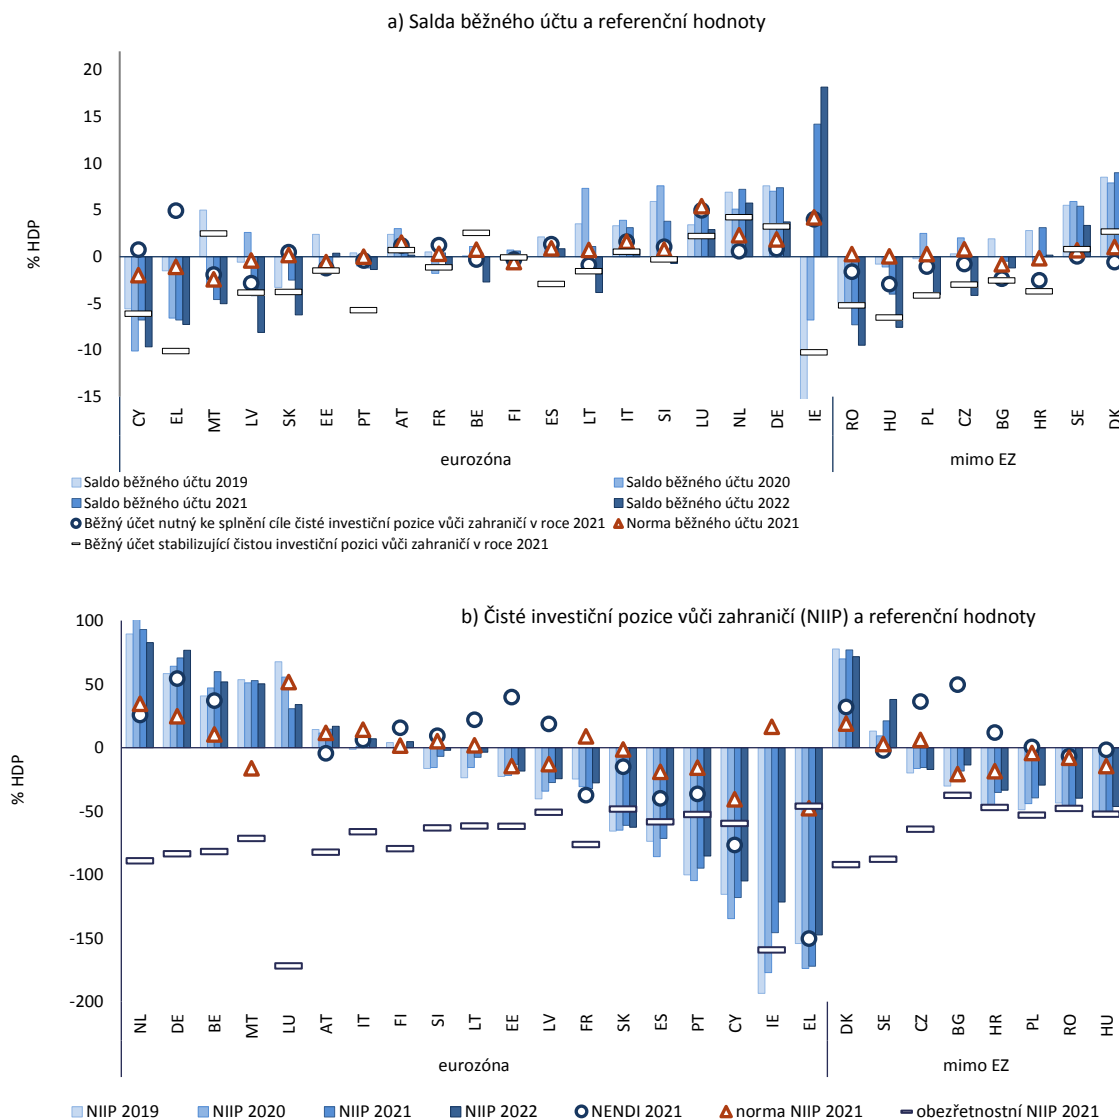 a) Salda běžného účtu a referenční hodnoty
20
15
10
5
0
-5
-10
-15
% HDP
CY EL MT LV SK EE PT AT FR BE FI ES LT IT SI LU NL DE IE RO HU PL CZ BG HR SE DK
eurozóna mimo EZ
Saldo běžného účtu 2019 Saldo běžného účtu 2020
Saldo běžného účtu 2021 Saldo běžného účtu 2022
Běžný účet nutný ke splnění cíle čisté investiční pozice vůči zahraničí v roce 2021 Norma běžného účtu 2021
Běžný účet stabilizující čistou investiční pozici vůči zahraničí v roce 2021
b) Čisté investiční pozice vůči zahraničí (NIIP) a referenční hodnoty
100
50
0
-50
-100
-150
-200
% HDP
NL DE BE MT LU AT IT FI SI LT EE LV FR SK ES PT CY IE EL DK SE CZ BG HR PL RO HU
eurozóna mimo EZ
NIIP 2019 NIIP 2020 NIIP 2021 NIIP 2022 NENDI 2021 norma NIIP 2021 obezřetnostní NIIP 2021